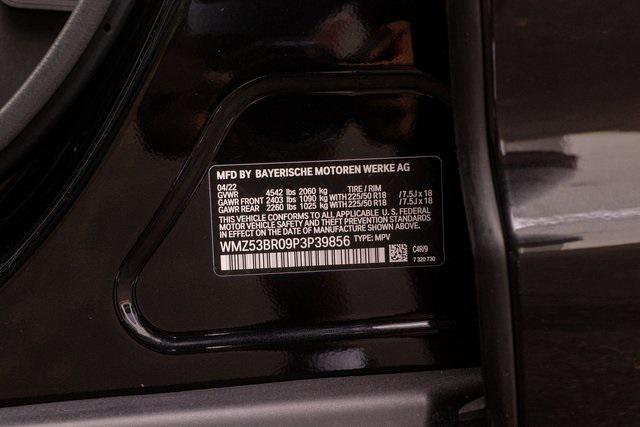 MFD BY BAYERISCHE MOTOREN WERKE AG
04/22
GVWR 4542 lbs 2060 kg TIRE / RIM
GAWR FRONT 2403 lbs 1090 kg WITH 225/50 R18 /7.5J x 18
GAWR REAR 2260 lbs 1025 kg WITH 225/50 R18 /7.5J x 18
THIS VEHICLE CONFORMS TO ALL APPLICABLE U. S. FEDERAL
MOTOR VEHICLE SAFETY AND THEFT PREVENTION STANDARDS
IN EFFECT ON THE DATE OF MANUFACTURE SHOWN ABOVE.
WMZ53BR09P3P39856 TYPE: MPV
C4R/9
7 320 730